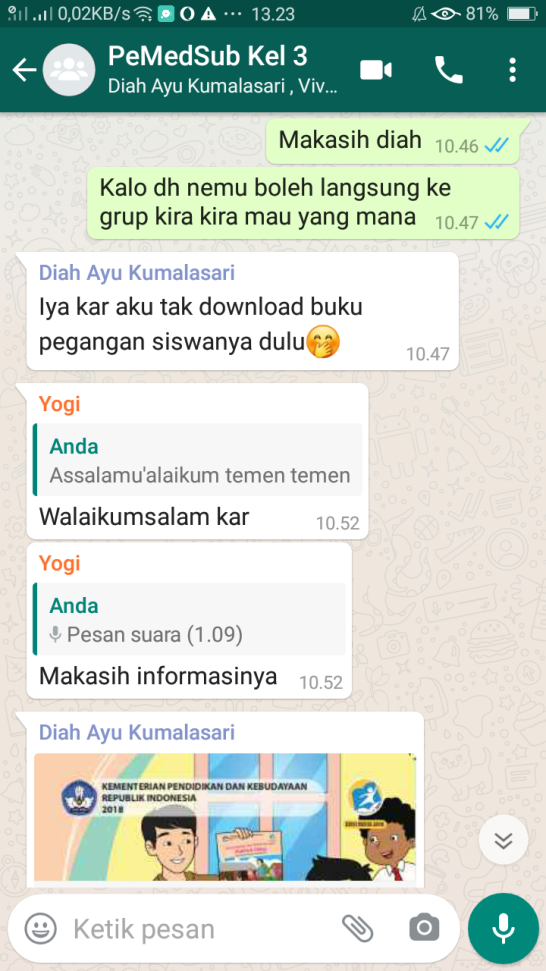 0,02KB/s 13.23 81%
PeMedSub Kel 3
Diah Ayu Kumalasari , Viv...
Makasih diah 10.46
Kalo dh nemu boleh langsung ke
grup kira kira mau yang mana 10.47
Diah Ayu Kumalasari
Iya kar aku tak download buku
pegangan siswanya dulu
10.47
Yogi
Anda
Assalamu'alaikum temen temen
Walaikumsalam kar 10.52
Yogi
Anda
Pesan suara (1.09)
Makasih informasinya 10.52
Diah Ayu Kumalasari
KEMENTERIAN PENDIDIKAN DAN KEBUDAYAAN
REPUBLIK INDONESIA
2018
Ketik pesan